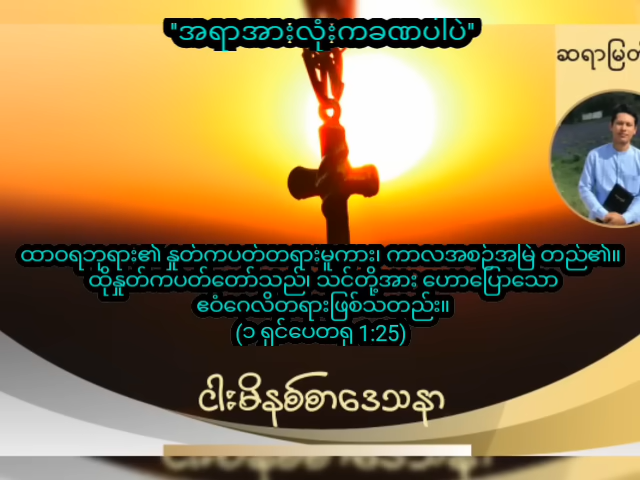 "အရာအားလုံးကခဏပါပဲ"
ဆရာမြတ်
ထာဝရဘုရား၏ နှုတ်ကပတ်တရားမူကား၊ ကာလအစဉ်အမြဲ တည်၏။
ထိုနှုတ်ကပတ်တော်သည်၊ သင်တို့အား ဟောပြောသော
ဧဝံဂေလိတရားဖြစ်သတည်း။
(၁ ရှင်ပေတရု 1:25)
ငါးမိနစ်စာဒေသနာ